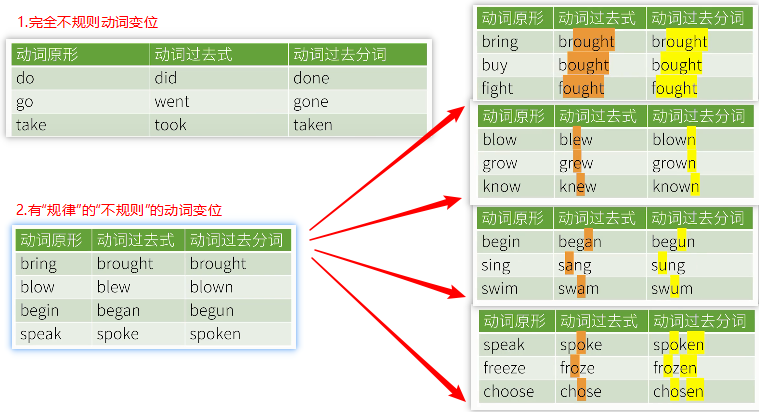 1.完全不规则动词变位
动词原形 动词过去式 动词过去分词
do did done
go went gone
take took taken
2.有“规律”的“不规则”的动词变位
动词原形 动词过去式 动词过去分词
bring brought brought
blow blew blown
begin began begun
speak spoke spoken
动词原形 动词过去式 动词过去分词
bring brought brought
buy bought bought
fight fought fought
动词原形 动词过去式 动词过去分词
blow blew blown
grow grew grown
know knew known
动词原形 动词过去式 动词过去分词
begin began begun
sing sang sung
swim swam swum
动词原形 动词过去式 动词过去分词
speak spoke spoken
freeze froze frozen
choose chose chosen